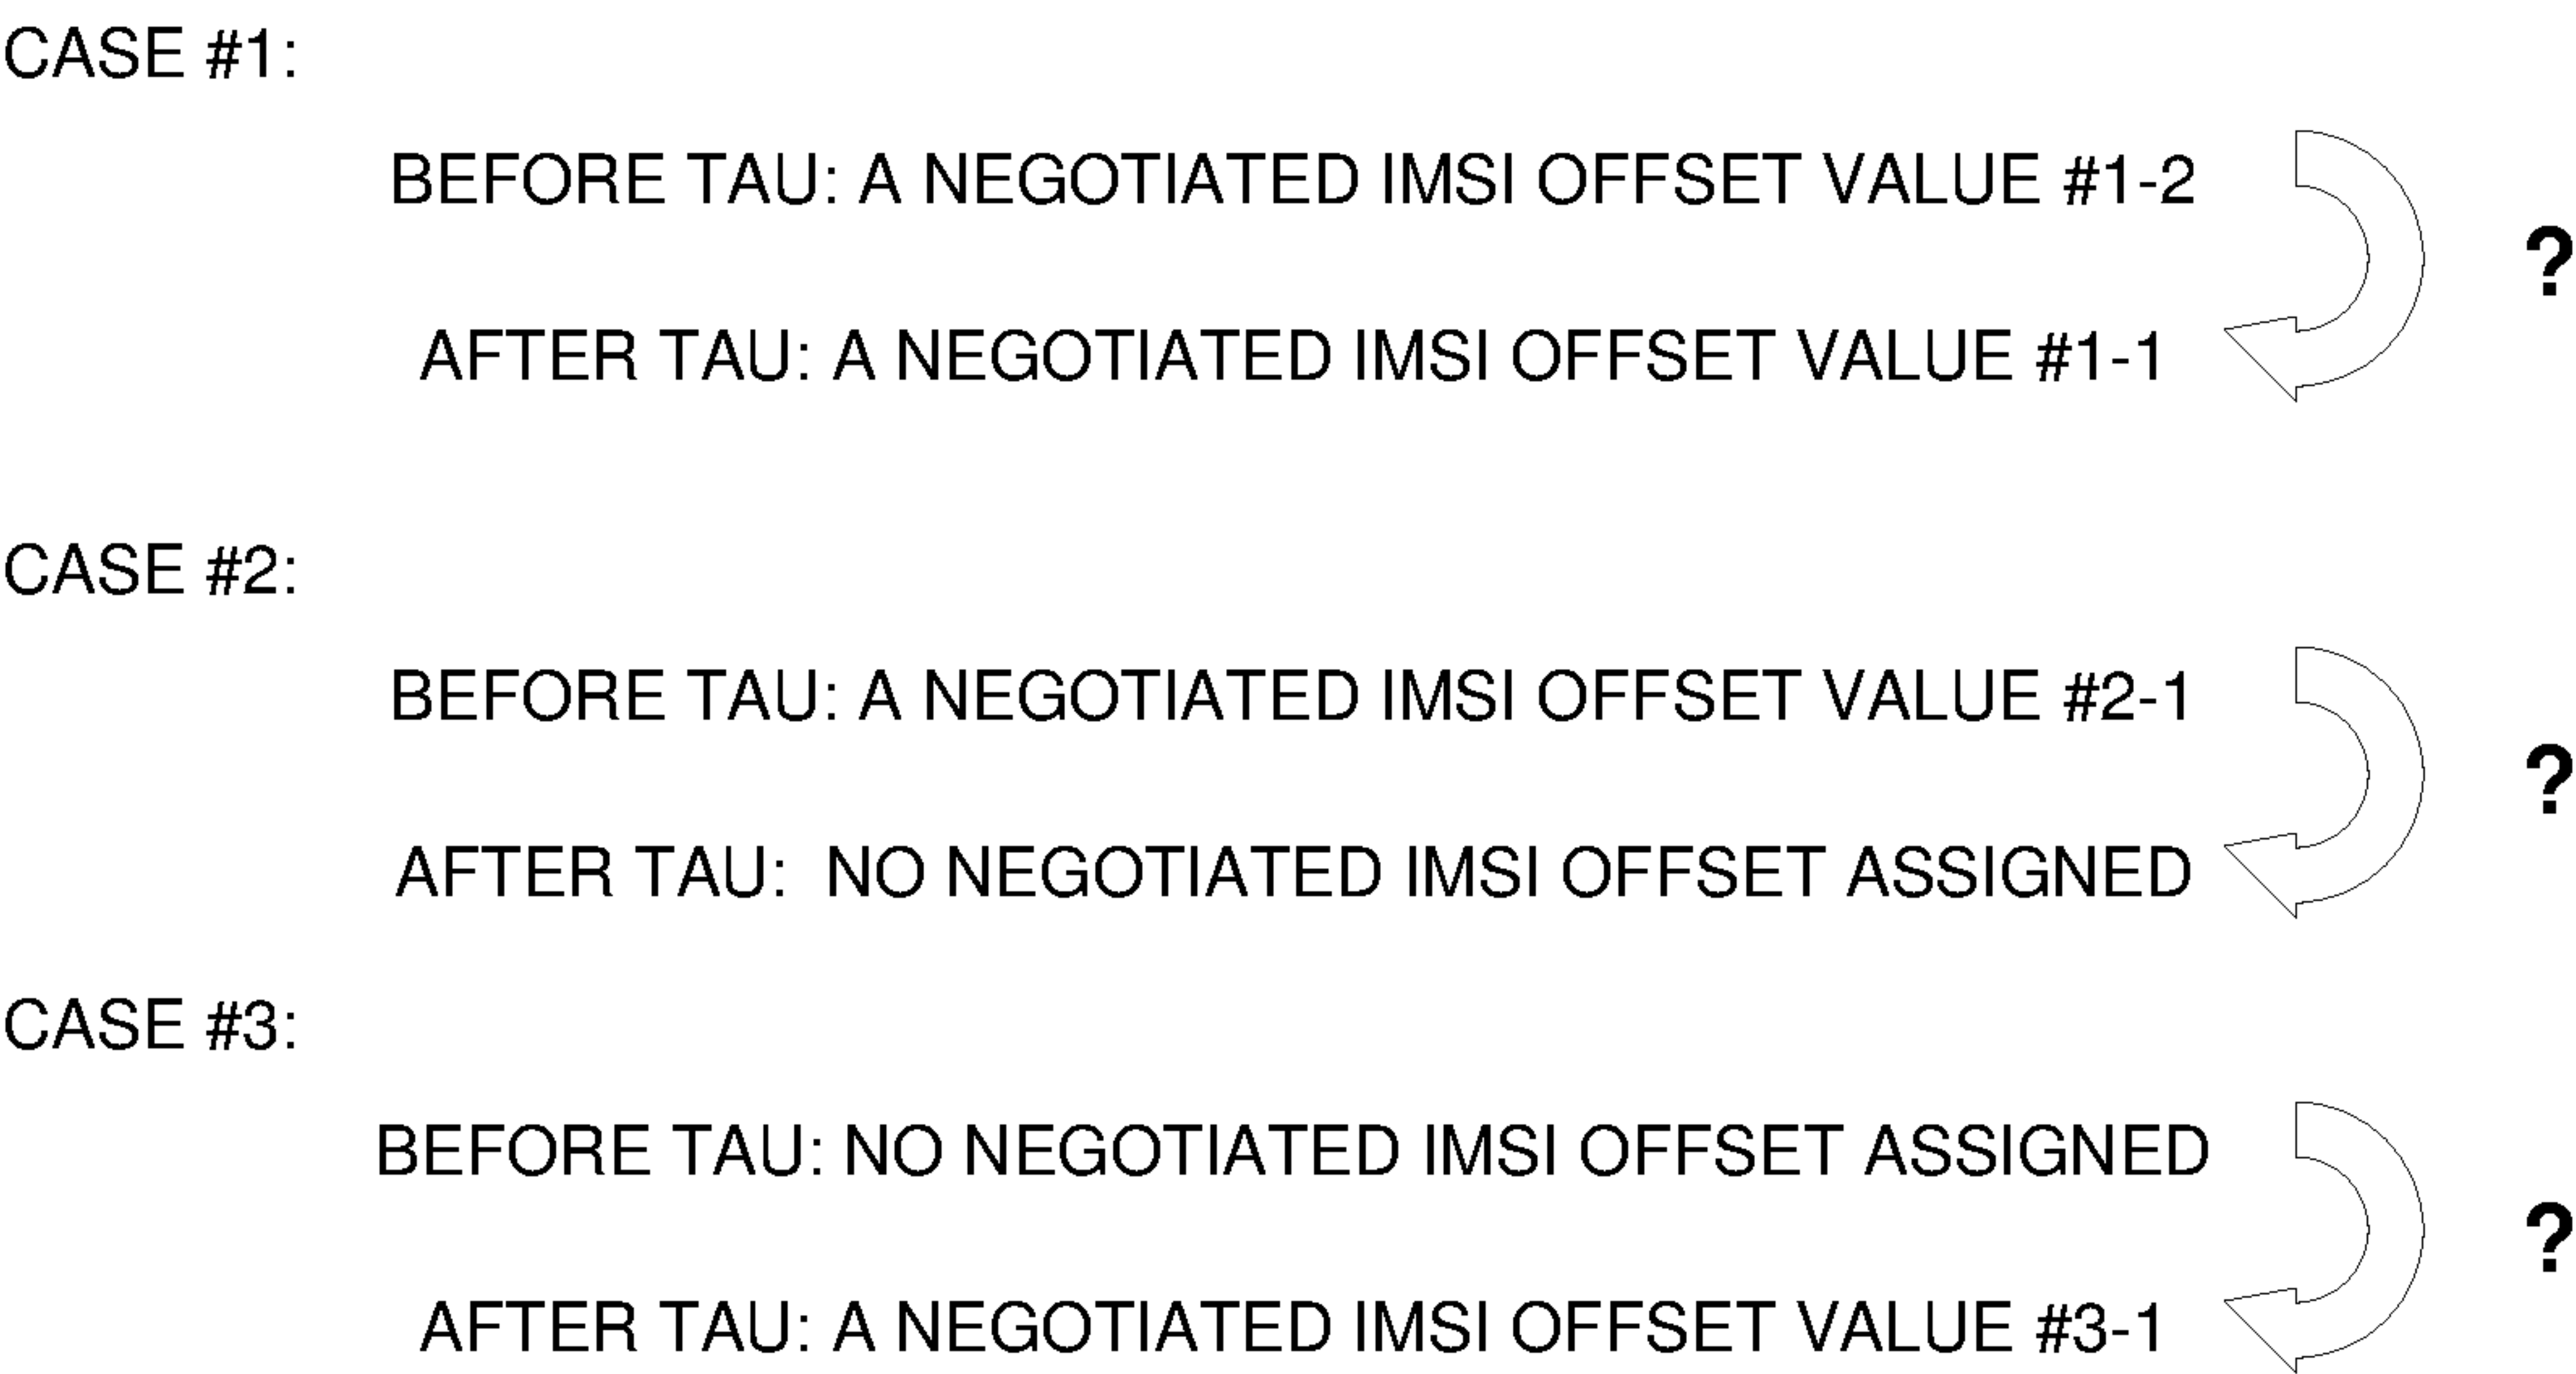 CASE #1:
BEFORE TAU: A NEGOTIATED IMSI OFFSET VALUE #1-2
?
AFTER TAU: A NEGOTIATED IMSI OFFSET VALUE #1-1
CASE #2:
BEFORE TAU: A NEGOTIATED IMSI OFFSET VALUE #2-1
?
AFTER TAU: NO NEGOTIATED IMSI OFFSET ASSIGNED
CASE #3:
BEFORE TAU: NO NEGOTIATED IMSI OFFSET ASSIGNED
?
AFTER TAU: A NEGOTIATED IMSI OFFSET VALUE #3-1